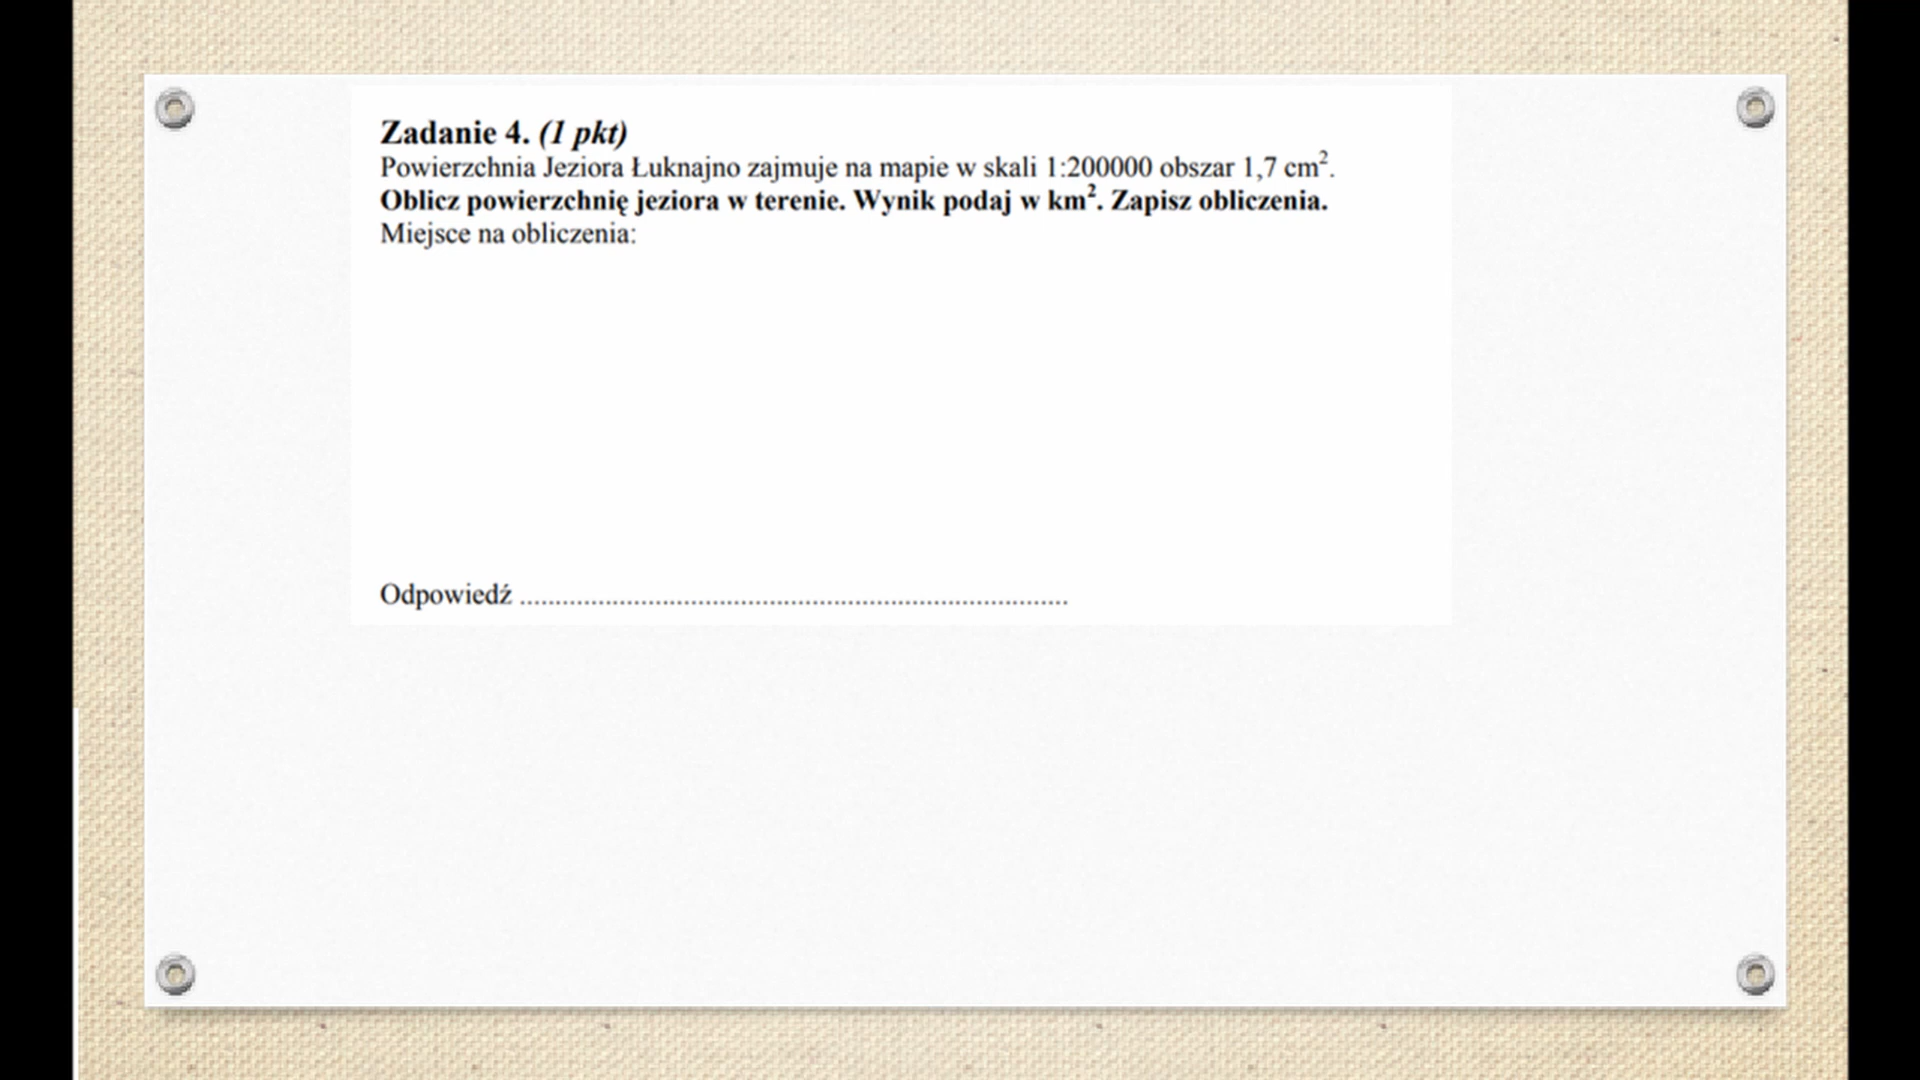 Zadanie 4. (1 pkt)
Powierzchnia Jeziora Łuknajno zajmuje na mapie w skali 1:200000 obszar 1,7 cm².
Oblicz powierzchnię jeziora w terenie. Wynik podaj w km². Zapisz obliczenia.
Miejsce na obliczenia:
Odpowiedź ..............................................................................